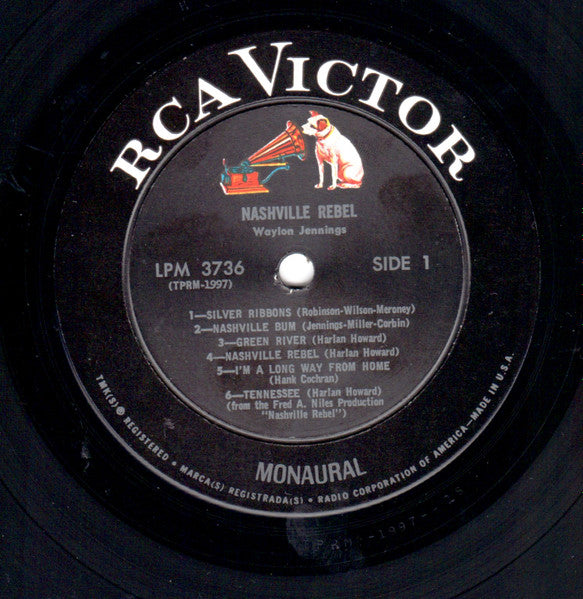 RCA VICTOR
NASHVILLE REBEL
Waylon Jennings
LPM 3736
(TPRM-1997)
SIDE 1
1—SILVER RIBBONS (Robinson-Wilson-Meroney)
2—NASHVILLE BUM (Jennings-Miller-Corbin)
3—GREEN RIVER (Harlan Howard)
4—NASHVILLE REBEL (Harlan Howard)
5—I'M A LONG WAY FROM HOME
(Hank Cochran)
6—TENNESSEE (Harlan Howard)
(from the Fred A. Niles Production
"Nashville Rebel")
MONAURAL
TMK(S) ® REGISTERED • MARCA(S) REGISTRADA(S) • RADIO CORPORATION OF AMERICA—MADE IN U.S.A.